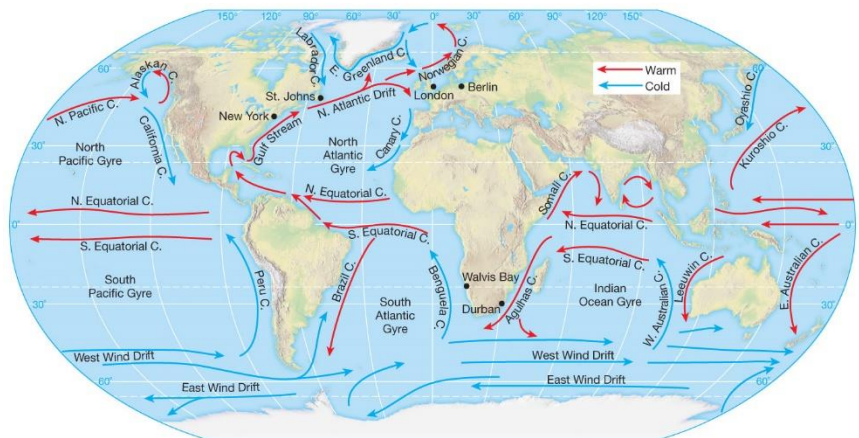 150° 120° 30° 0° 30° 60° 120° 150°
Labrador C.
E. Greenland C.
Norwegian C.
Warm
Cold
60°
60°
Alaskan C.
N. Pacific C.
California C.
St. Johns
New York
Gulf Stream
N. Atlantic Drift
London
Berlin
Oyashio C.
Kuroshio C.
North
Pacific Gyre
North
Atlantic
Gyre
Canary C.
30°
30°
N. Equatorial C.
N. Equatorial C.
Somali C.
N. Equatorial C.
0°
0°
S. Equatorial C.
S. Equatorial C.
S. Equatorial C.
South
Pacific Gyre
Peru C.
Brazil C.
South
Atlantic
Gyre
Benguela C.
Walvis Bay
Durban
Agulhas C.
Indian
Ocean Gyre
W. Australian C.
Leeuwin C.
E. Australian C.
30°
30°
West Wind Drift
West Wind Drift
60°
East Wind Drift
East Wind Drift
60°